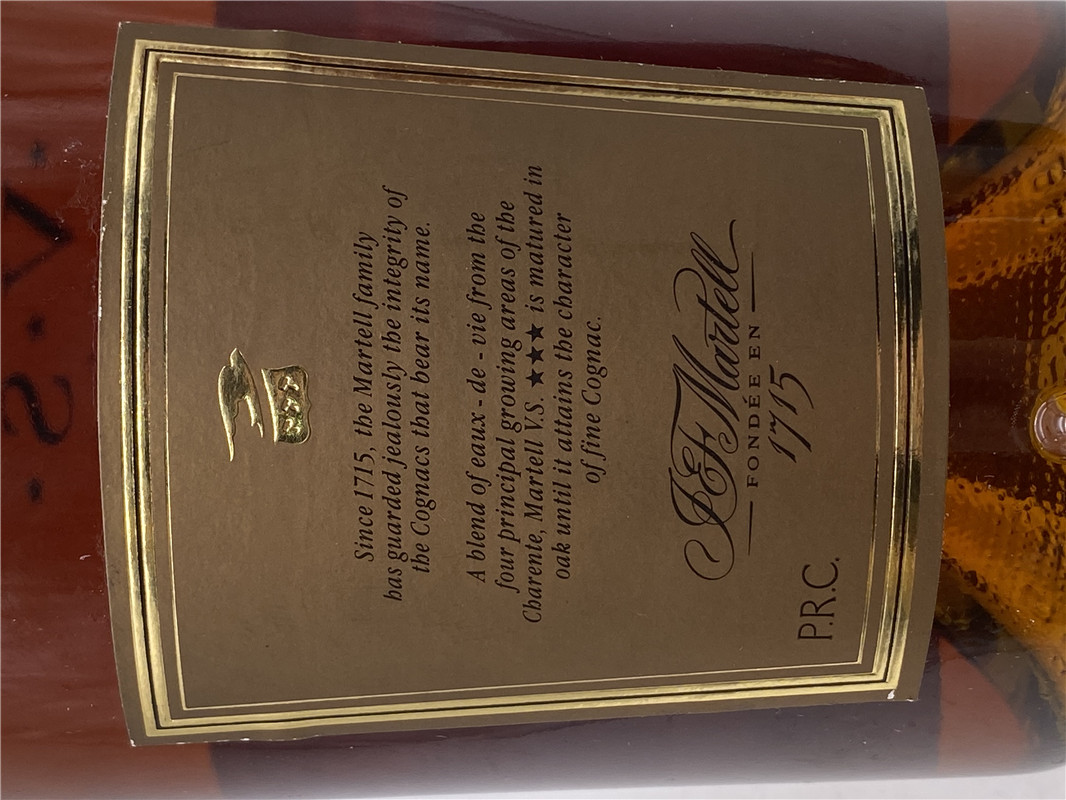 Since 1715, the Martell family
has guarded jealously the integrity of
the Cognacs that bear its name.
A blend of eaux - de - vie from the
four principal growing areas of the
Charente, Martell V.S. ★★★ is matured in
oak until it attains the character
of fine Cognac.
J&F Martell
FONDÉE EN
1715
P.R.C.
V.S.